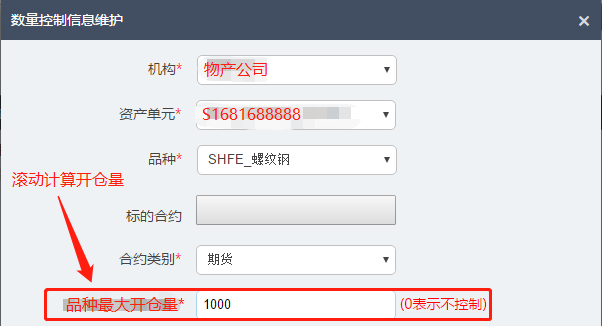 数量控制信息维护 ×
机构* 物产公司
资产单元* S1681688888
品种* SHFE_螺纹钢
滚动计算开仓量
标的合约
合约类别* 期货
品种最大开仓量* 1000 (0表示不控制)